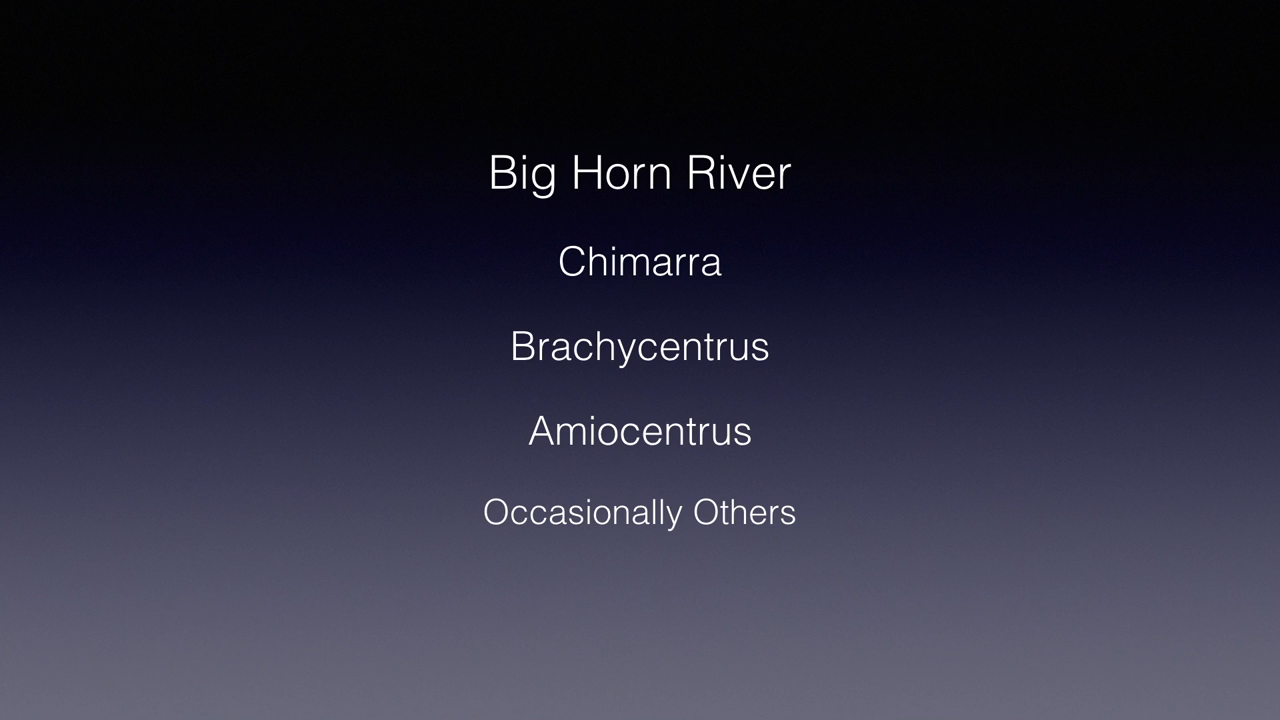 Big Horn River
Chimarra
Brachycentrus
Amiocentrus
Occasionally Others